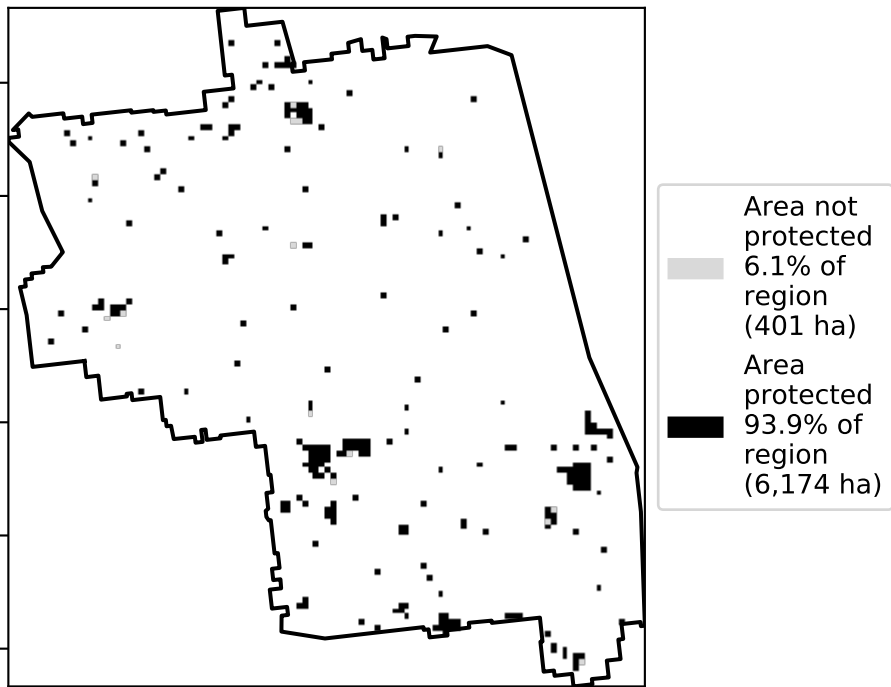 Area not
protected
6.1% of
region
(401 ha)
Area
protected
93.9% of
region
(6,174 ha)